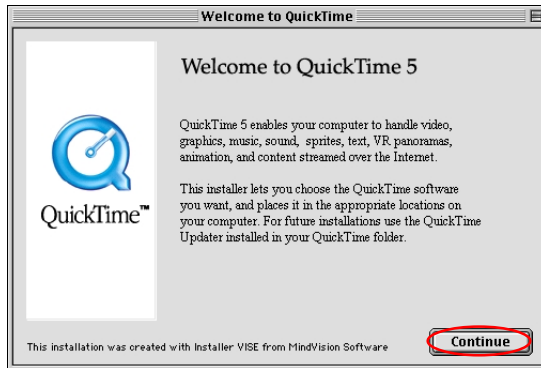 Welcome to QuickTime
Welcome to QuickTime 5
QuickTime 5 enables your computer to handle video,
graphics, music, sound, sprites, text, VR panoramas,
animation, and content streamed over the Internet.
This installer lets you choose the QuickTime software
you want, and places it in the appropriate locations on
your computer. For future installations use the QuickTime
Updater installed in your QuickTime folder.
QuickTime™
This installation was created with Installer VISE from MindVision Software
Continue